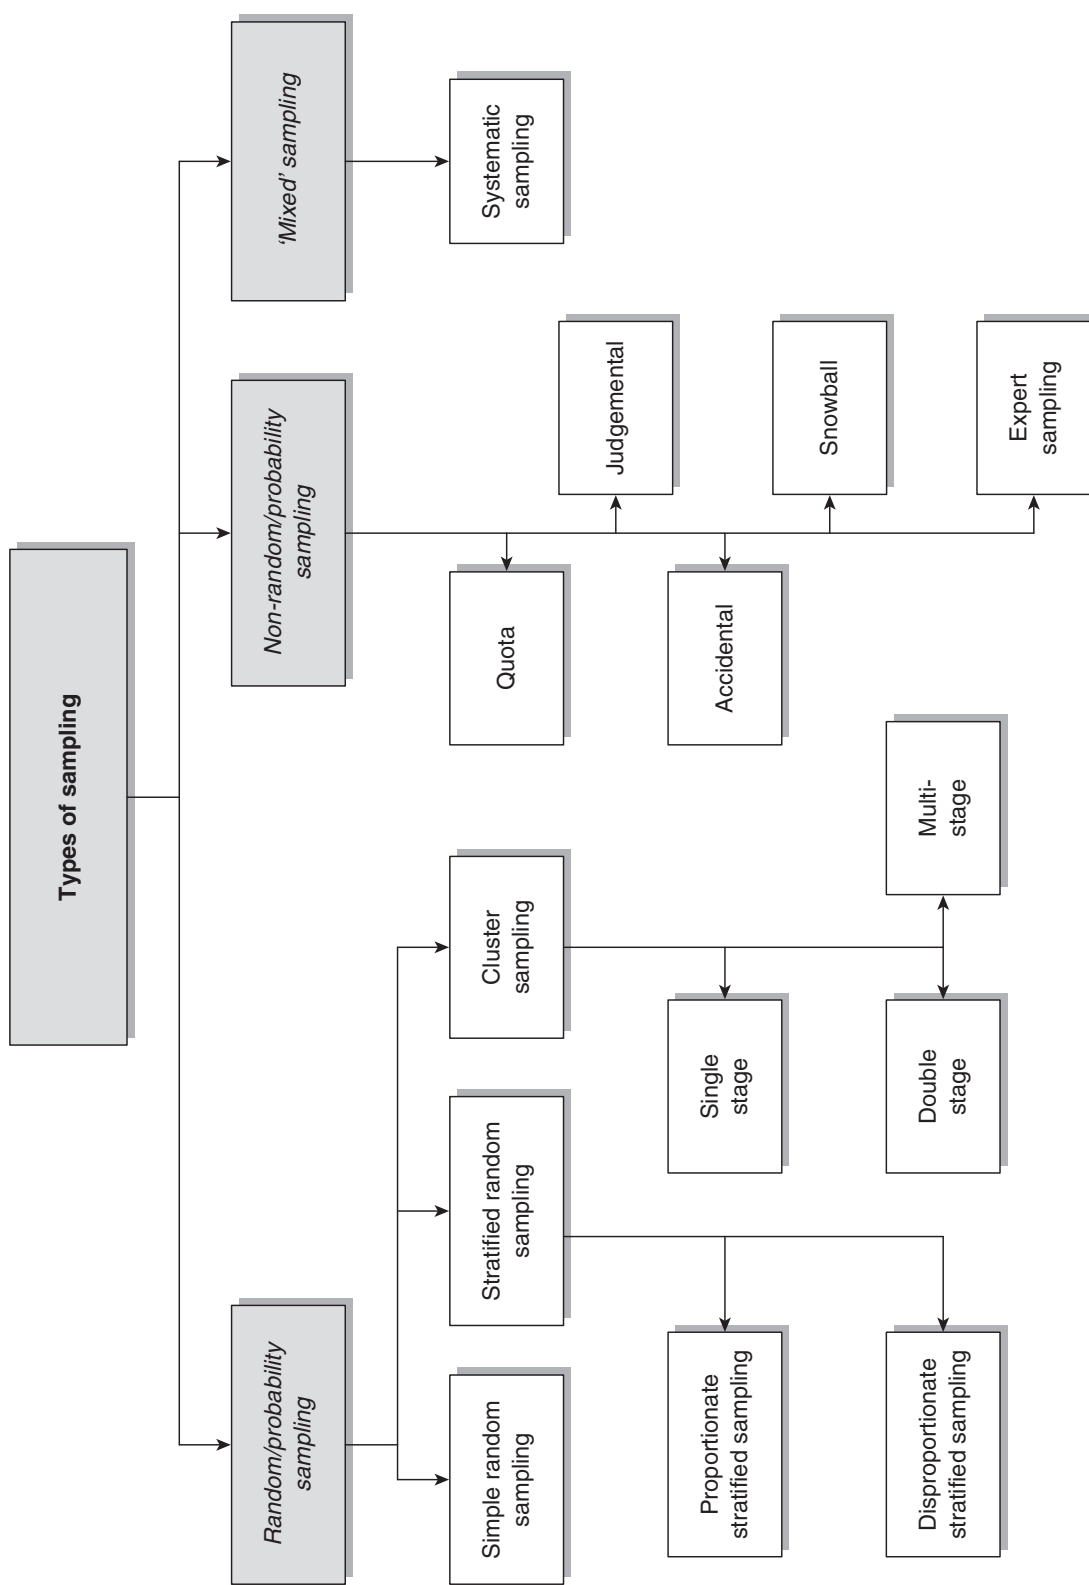 Types of sampling
Random/probability
sampling
Non-random/probability
sampling
‘Mixed’ sampling
Simple random
sampling
Stratified random
sampling
Cluster
sampling
Quota
Systematic
sampling
Judgemental
Proportionate
stratified sampling
Single
stage
Accidental
Snowball
Disproportionate
stratified sampling
Double
stage
Multi-
stage
Expert
sampling